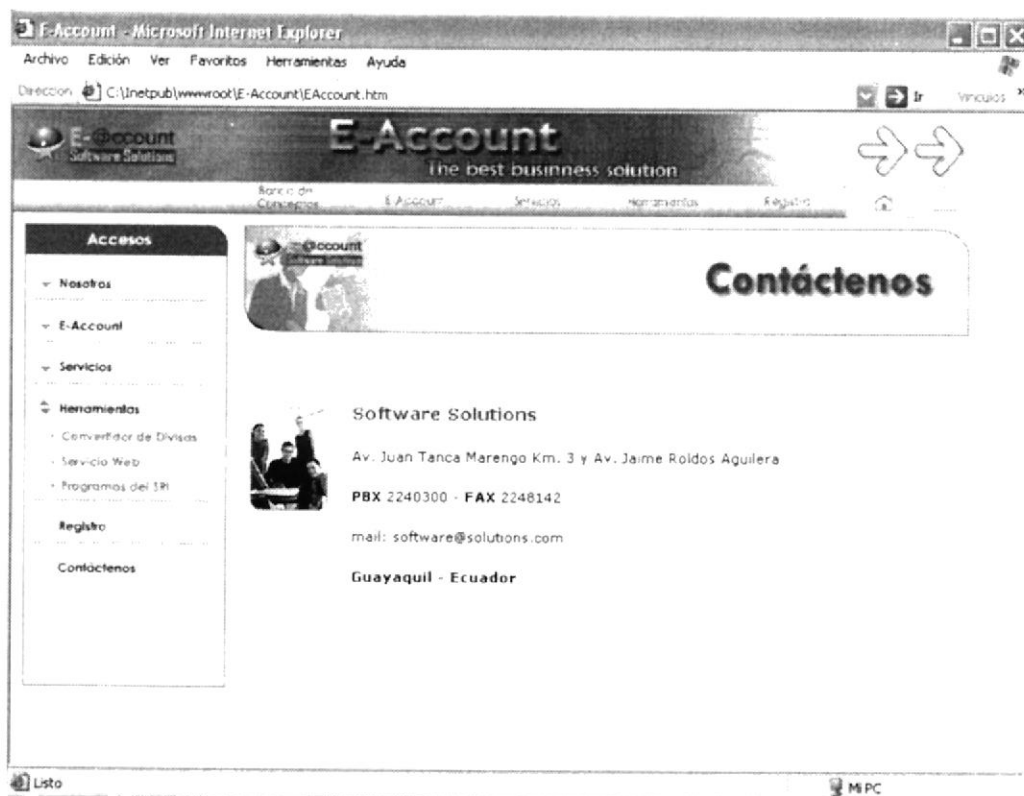 E-Account - Microsoft Internet Explorer
Archivo Edición Ver Favoritos Herramientas Ayuda
Dirección C:\Inetpub\wwwroot\E-Account\EAccount.htm Ir Vínculos »
E-@ccount
Software Solutions
E-Account
The best businness solution
Banco de
Conceptos E-Account Servicios Herramientas Registro
Accesos
Nosotros
E-Account
Servicios
Herramientas
Convertidor de Divisas
Servicio Web
Programas del SRI
Registro
Contáctenos
@ccount
Software Solutions
Contáctenos
Software Solutions
Av. Juan Tanca Marengo Km. 3 y Av. Jaime Roldos Aguilera
PBX 2240300 - FAX 2248142
mail: software@solutions.com
Guayaquil - Ecuador
Listo Mi PC